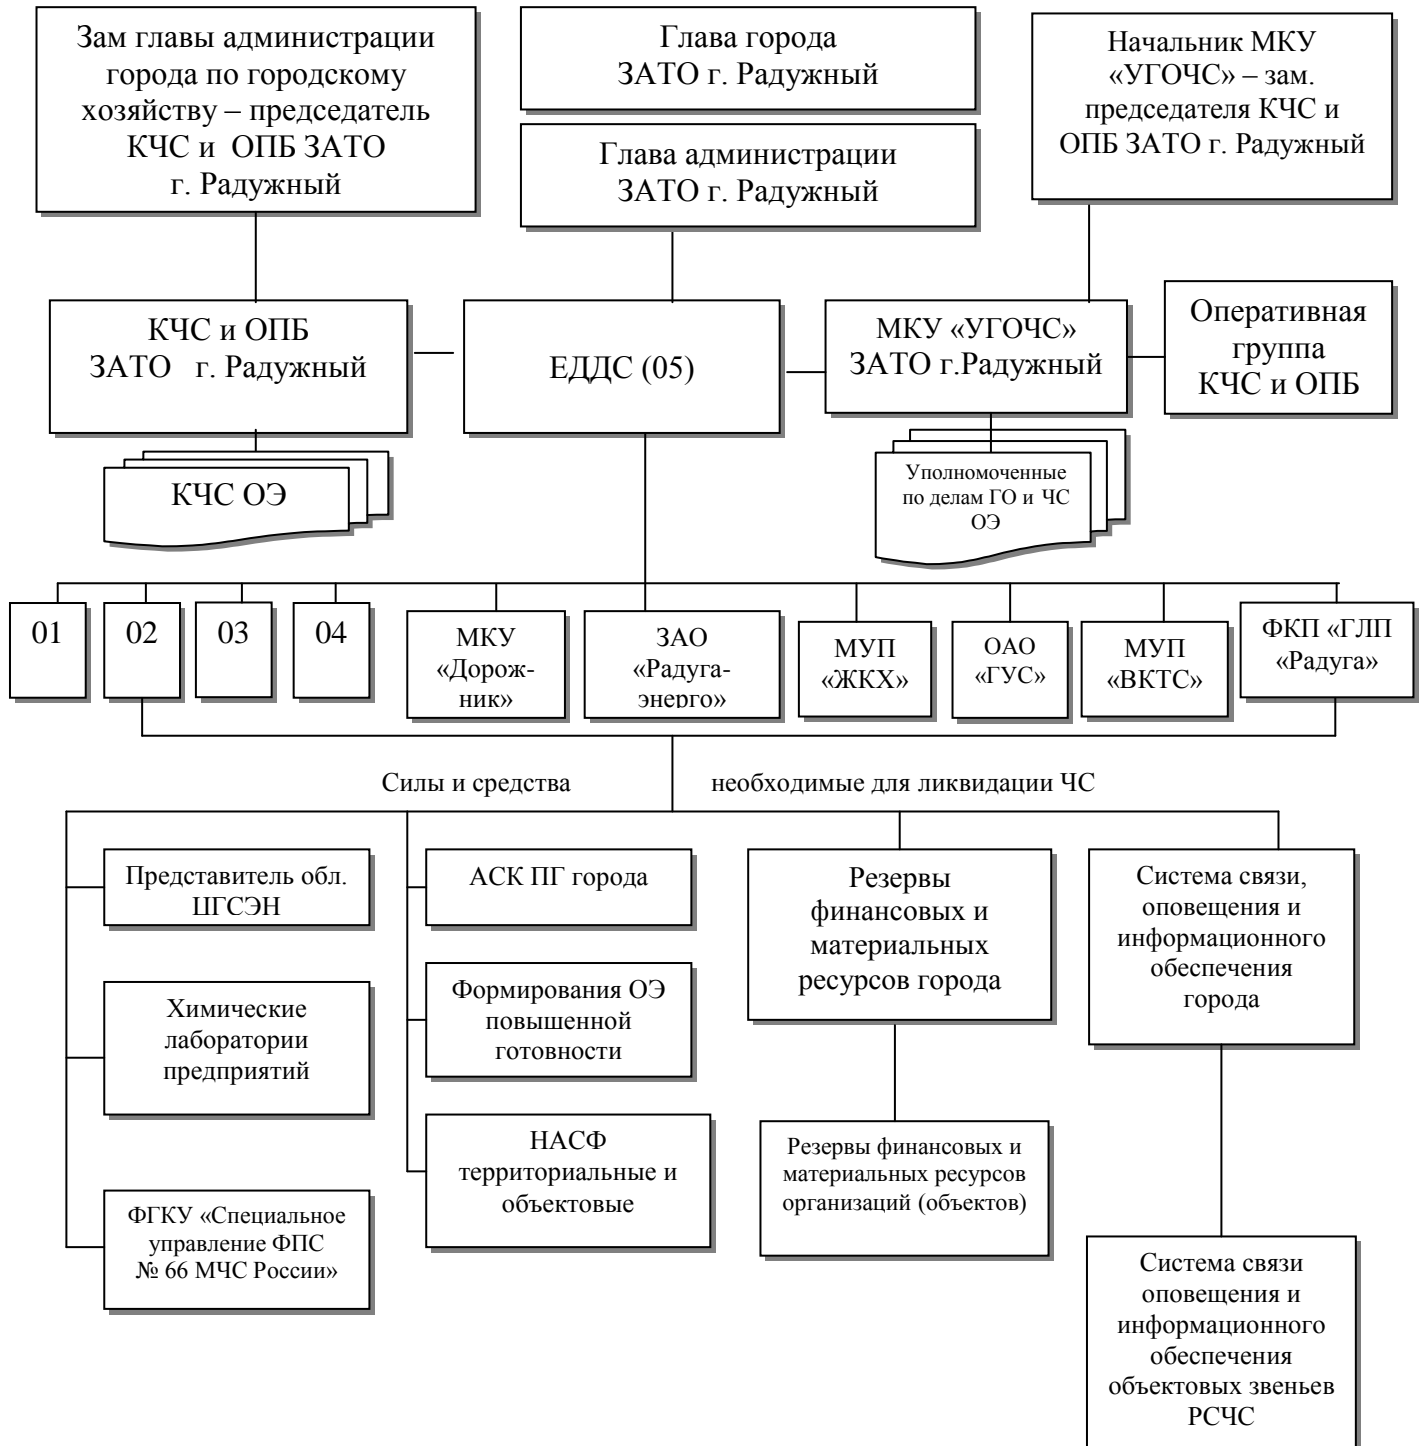 Зам главы администрации
города по городскому
хозяйству – председатель
КЧС и ОПБ ЗАТО
г. Радужный
Глава города
ЗАТО г. Радужный
Глава администрации
ЗАТО г. Радужный
Начальник МКУ
«УГОЧС» – зам.
председателя КЧС и
ОПБ ЗАТО г. Радужный
КЧС и ОПБ
ЗАТО г. Радужный
ЕДДС (05)
МКУ «УГОЧС»
ЗАТО г.Радужный
Оперативная
группа
КЧС и ОПБ
КЧС ОЭ
Уполномоченные
по делам ГО и ЧС
ОЭ
01
02
03
04
МКУ
«Дорож-
ник»
ЗАО
«Радуга-
энерго»
МУП
«ЖКХ»
ОАО
«ГУС»
МУП
«ВКТС»
ФКП «ГЛП
«Радуга»
Силы и средства необходимые для ликвидации ЧС
Представитель обл.
ЦГСЭН
Химические
лаборатории
предприятий
ФГКУ «Специальное
управление ФПС
№ 66 МЧС России»
АСК ПГ города
Формирования ОЭ
повышенной
готовности
НАСФ
территориальные и
объектовые
Резервы
финансовых и
материальных
ресурсов города
Резервы финансовых и
материальных ресурсов
организаций (объектов)
Система связи,
оповещения и
информационного
обеспечения
города
Система связи
оповещения и
информационного
обеспечения
объектовых звеньев
РСЧС